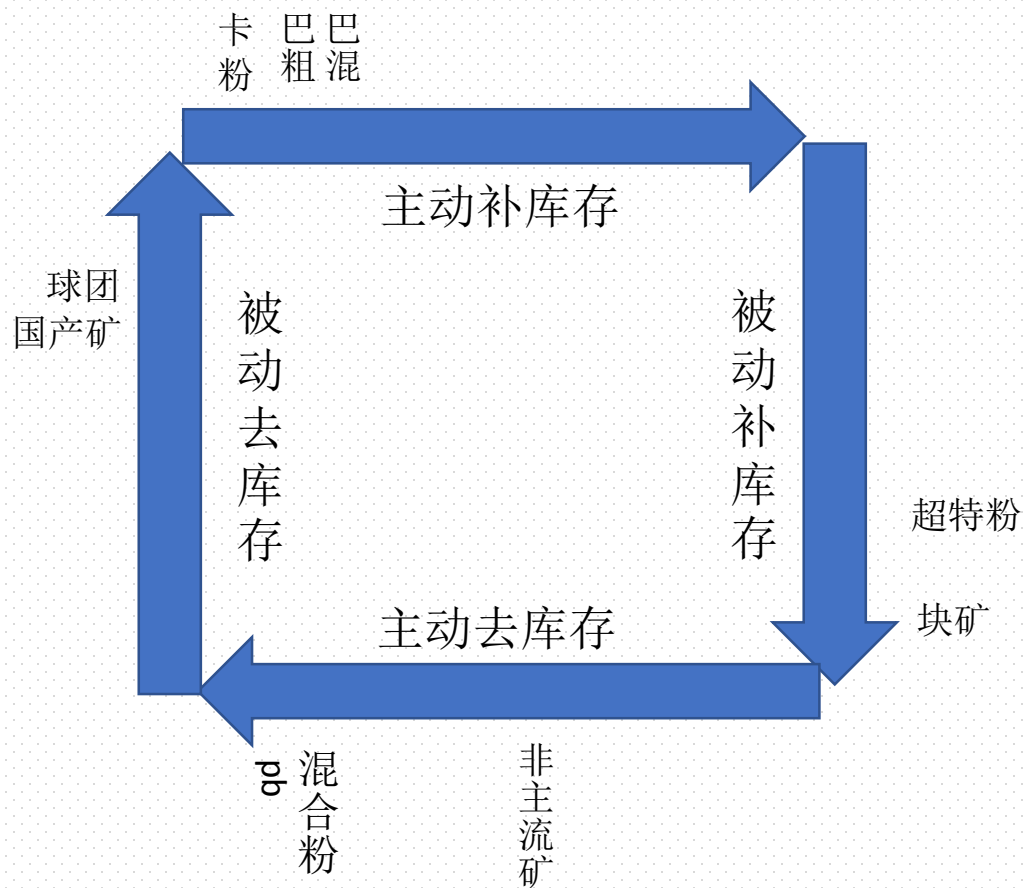 卡粉
巴粗
巴混
主动补库存
球团
国产矿
被动去库存
被动补库存
超特粉
块矿
主动去库存
pb
混合粉
非主流矿